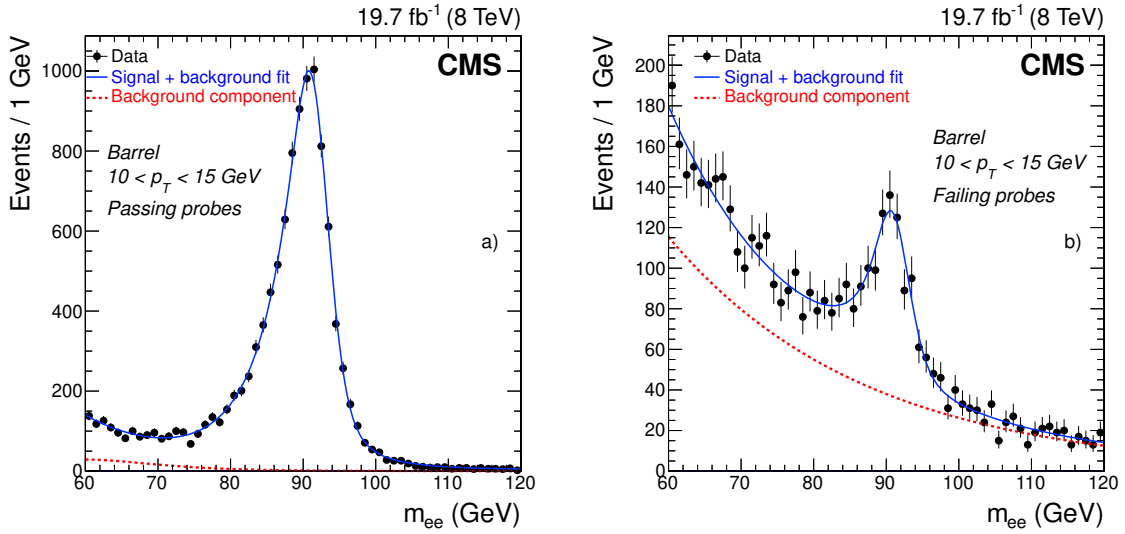 19.7 fb⁻¹ (8 TeV)
Events / 1 GeV
1000
800
600
400
200
0
Data
Signal + background fit
Background component
CMS
Barrel
10 < p_T < 15 GeV
Passing probes
a)
60 70 80 90 100 110 120
m_ee (GeV)
19.7 fb⁻¹ (8 TeV)
Events / 1 GeV
200
180
160
140
120
100
80
60
40
20
0
Data
Signal + background fit
Background component
CMS
Barrel
10 < p_T < 15 GeV
Failing probes
b)
60 70 80 90 100 110 120
m_ee (GeV)